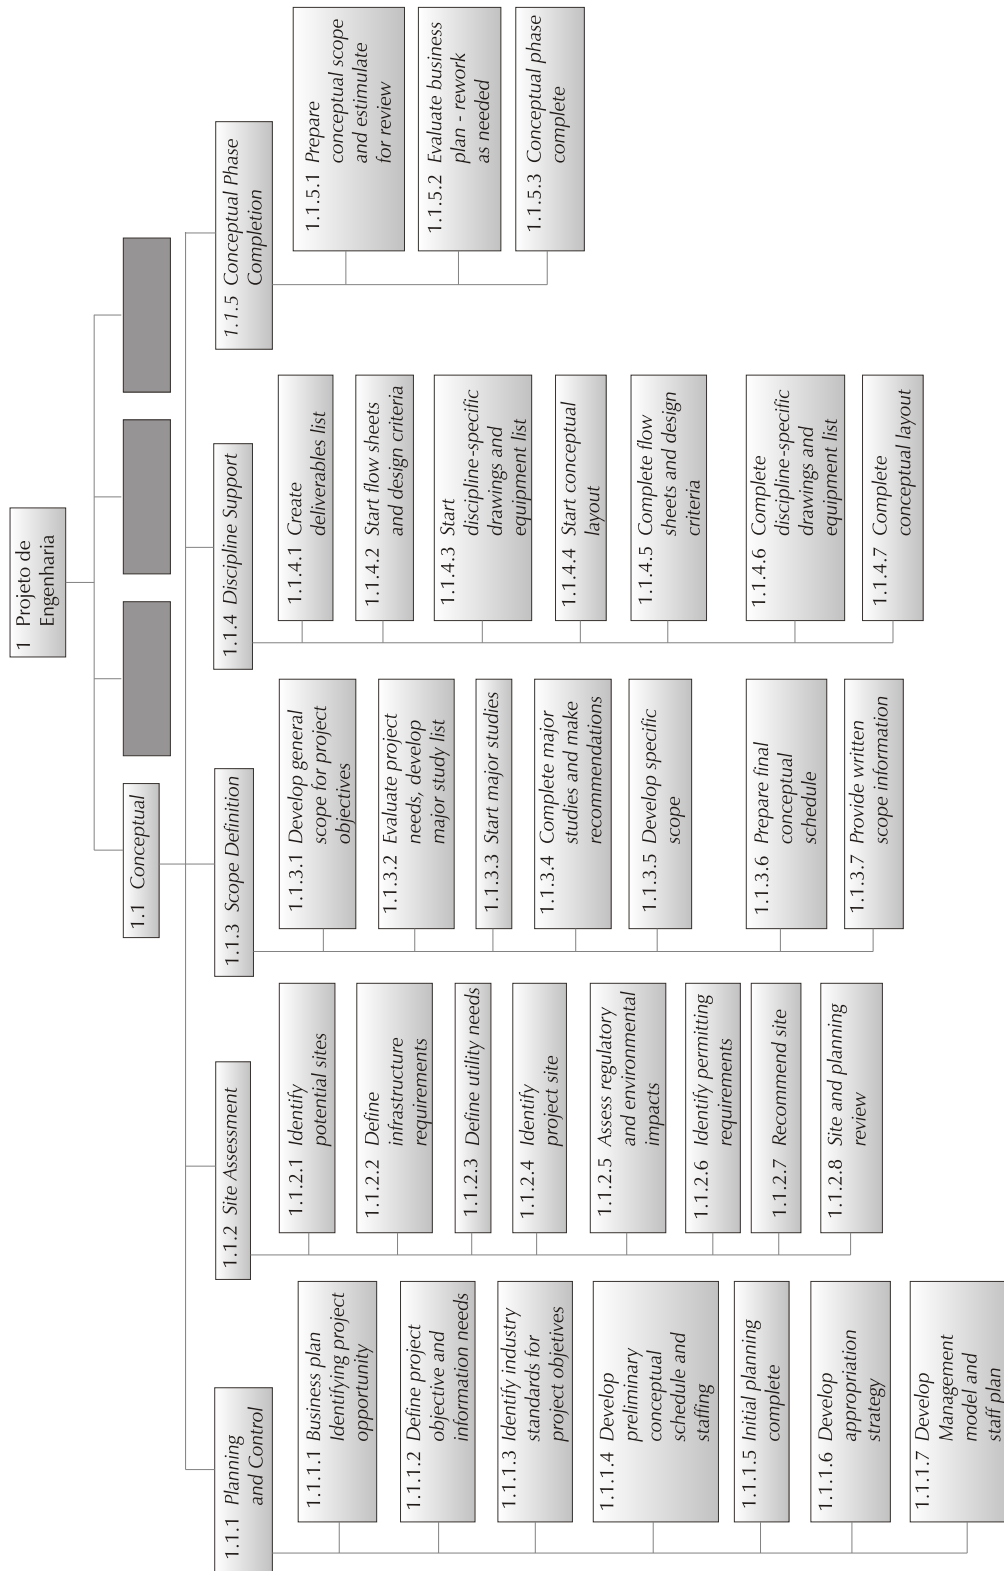 1 Projeto de
Engenharia
1.1 Conceptual
1.1.1 Planning
and Control
1.1.1.1 Business plan
Identifying project
opportunity
1.1.1.2 Define project
objective and
information needs
1.1.1.3 Identify industry
standards for
project objetives
1.1.1.4 Develop
preliminary
conceptual
schedule and
staffing
1.1.1.5 Initial planning
complete
1.1.1.6 Develop
appropriation
strategy
1.1.1.7 Develop
Management
model and
staff plan
1.1.2 Site Assessment
1.1.2.1 Identify
potential sites
1.1.2.2 Define
infrastructure
requirements
1.1.2.3 Define utility needs
1.1.2.4 Identify
project site
1.1.2.5 Assess regulatory
and environmental
impacts
1.1.2.6 Identify permitting
requirements
1.1.2.7 Recommend site
1.1.2.8 Site and planning
review
1.1.3 Scope Definition
1.1.3.1 Develop general
scope for project
objectives
1.1.3.2 Evaluate project
needs, develop
major study list
1.1.3.3 Start major studies
1.1.3.4 Complete major
studies and make
recommendations
1.1.3.5 Develop specific
scope
1.1.3.6 Prepare final
conceptual
schedule
1.1.3.7 Provide written
scope information
1.1.4 Discipline Support
1.1.4.1 Create
deliverables list
1.1.4.2 Start flow sheets
and design criteria
1.1.4.3 Start
discipline-specific
drawings and
equipment list
1.1.4.4 Start conceptual
layout
1.1.4.5 Complete flow
sheets and design
criteria
1.1.4.6 Complete
discipline-specific
drawings and
equipment list
1.1.4.7 Complete
conceptual layout
1.1.5 Conceptual Phase
Completion
1.1.5.1 Prepare
conceptual scope
and estimulate
for review
1.1.5.2 Evaluate business
plan - rework
as needed
1.1.5.3 Conceptual phase
complete